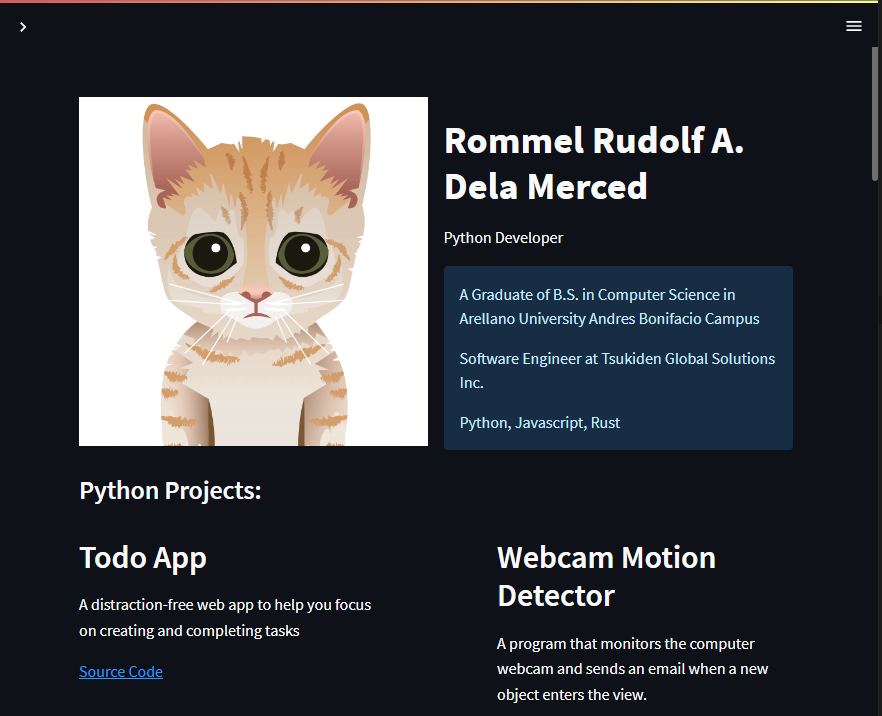 Rommel Rudolf A.
Dela Merced
Python Developer
A Graduate of B.S. in Computer Science in
Arellano University Andres Bonifacio Campus
Software Engineer at Tsukiden Global Solutions
Inc.
Python, Javascript, Rust
Python Projects:
Todo App
A distraction-free web app to help you focus
on creating and completing tasks
Source Code
Webcam Motion
Detector
A program that monitors the computer
webcam and sends an email when a new
object enters the view.